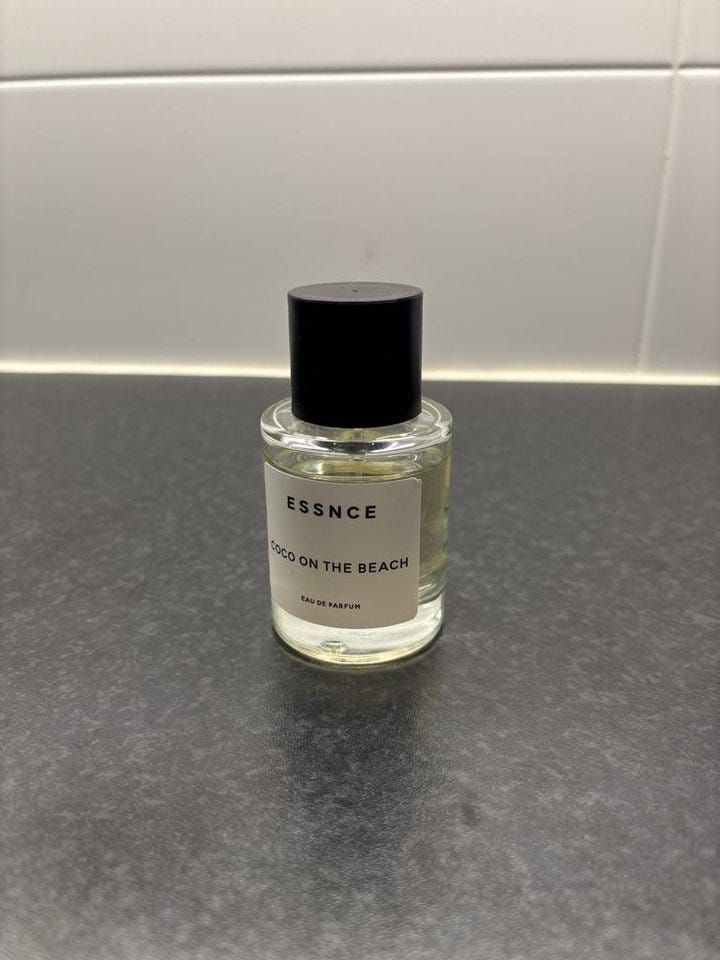 ESSNCE
COCO ON THE BEACH
EAU DE PARFUM